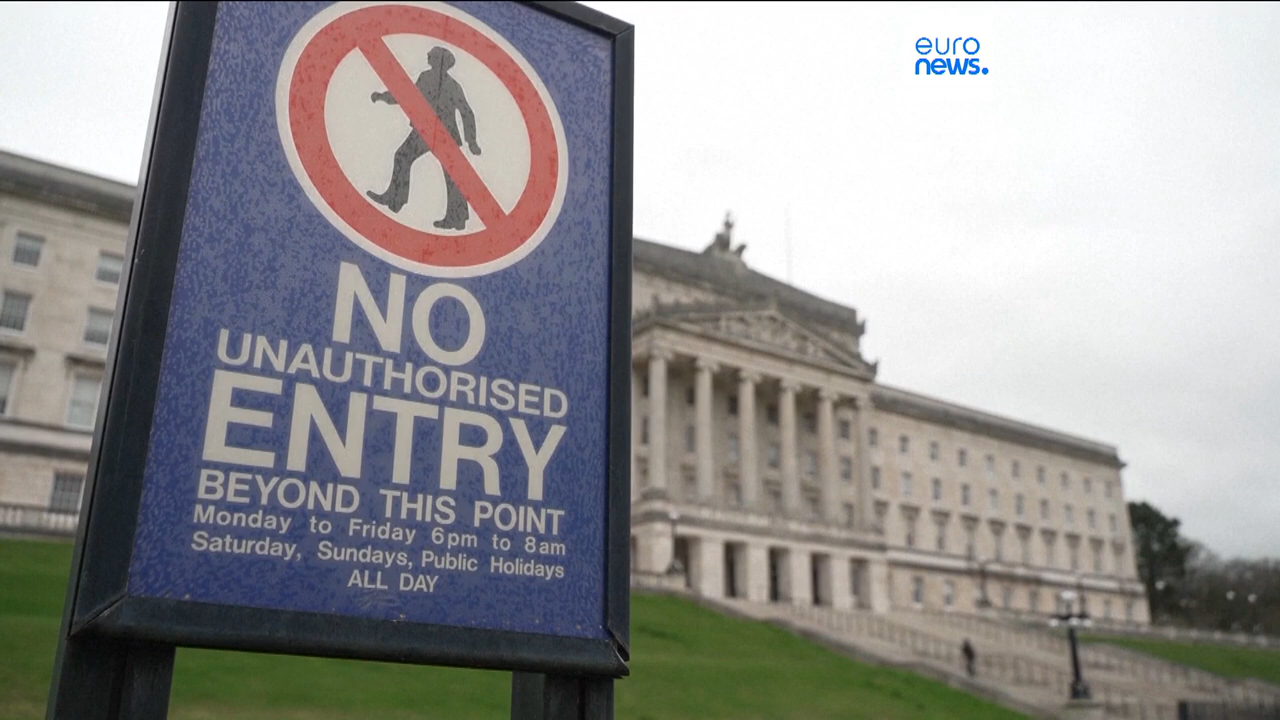 euro
news.
NO
UNAUTHORISED
ENTRY
BEYOND THIS POINT
Monday to Friday 6pm to 8am
Saturday, Sundays, Public Holidays
ALL DAY